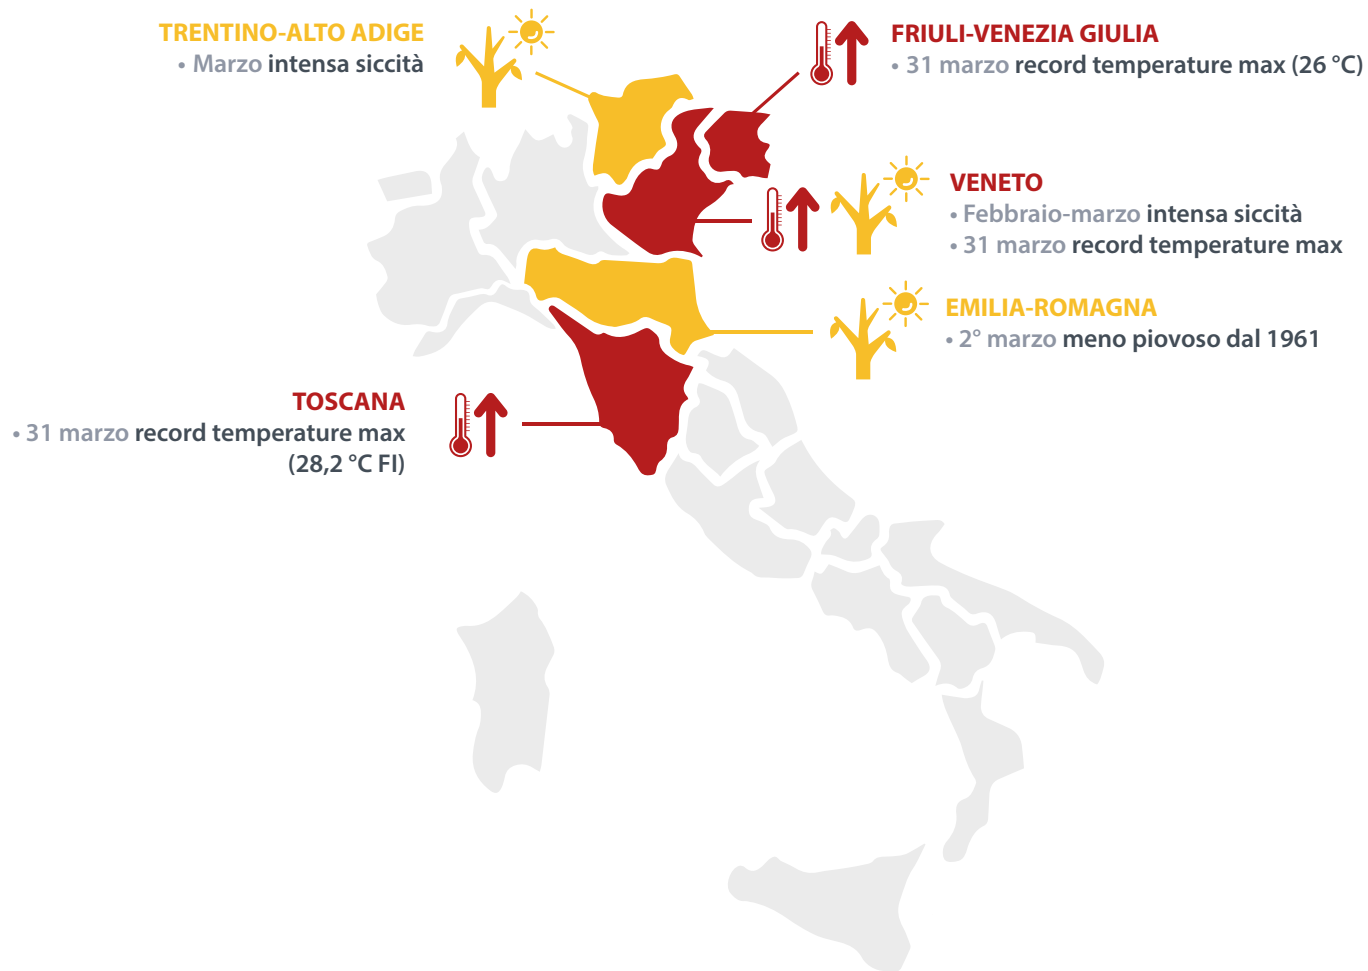 TRENTINO-ALTO ADIGE
• Marzo intensa siccità
FRIULI-VENEZIA GIULIA
• 31 marzo record temperature max (26 °C)
VENETO
• Febbraio-marzo intensa siccità
• 31 marzo record temperature max
EMILIA-ROMAGNA
• 2° marzo meno piovoso dal 1961
TOSCANA
• 31 marzo record temperature max
(28,2 °C FI)